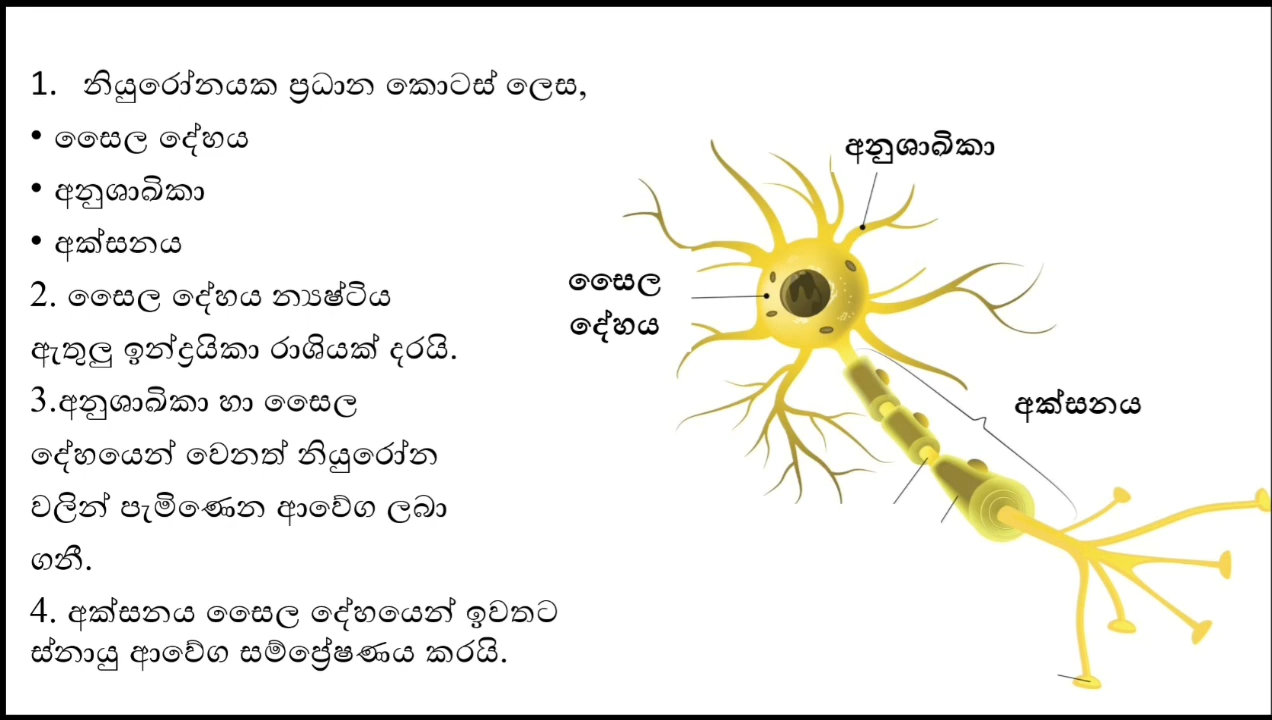 1. නියුරෝනයක ප්‍රධාන කොටස් ලෙස,
• සෛල දේහය
• අනුශාඛිකා
• අක්සනය
2. සෛල දේහය න්‍යෂ්ටිය
ඇතුලු ඉන්ද්‍රයිකා රාශියක් දරයි.
3.අනුශාඛිකා හා සෛල
දේහයෙන් වෙනත් නියුරෝන
වලින් පැමිණෙන ආවේග ලබා
ගනී.
4. අක්සනය සෛල දේහයෙන් ඉවතට
ස්නායු ආවේග සම්ප්‍රේෂණය කරයි.
අනුශාඛිකා
සෛල
දේහය
අක්සනය